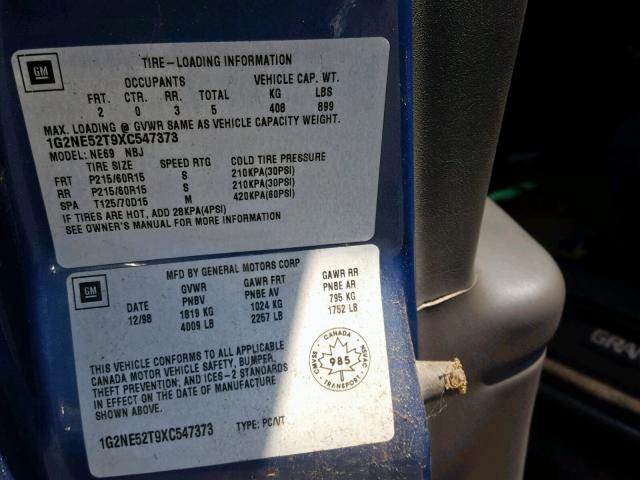 GM
TIRE-LOADING INFORMATION
OCCUPANTS VEHICLE CAP. WT.
FRT. CTR. RR. TOTAL KG LBS
2 0 3 5 408 899
MAX. LOADING @ GVWR SAME AS VEHICLE CAPACITY WEIGHT.
1G2NE52T9XC547373
MODEL: NE69 NBJ
TIRE SIZE SPEED RTG COLD TIRE PRESSURE
FRT P215/60R15 S 210KPA(30PSI)
RR P215/60R15 S 210KPA(30PSI)
SPA T125/70D15 M 420KPA(60PSI)
IF TIRES ARE HOT, ADD 28KPA(4PSI)
SEE OWNER'S MANUAL FOR MORE INFORMATION
GM
MFD BY GENERAL MOTORS CORP
GVWR GAWR FRT GAWR RR
DATE PNBV PNBE AV PNBE AR
12/98 1819 KG 1024 KG 795 KG
4009 LB 2257 LB 1752 LB
THIS VEHICLE CONFORMS TO ALL APPLICABLE
CANADA MOTOR VEHICLE SAFETY, BUMPER,
THEFT PREVENTION, AND ICES-2 STANDARDS
IN EFFECT ON THE DATE OF MANUFACTURE
SHOWN ABOVE.
CANADA
CMVSS 985 NSVAC
TRANSPORT
1G2NE52T9XC547373 TYPE: PC/VT
GRA